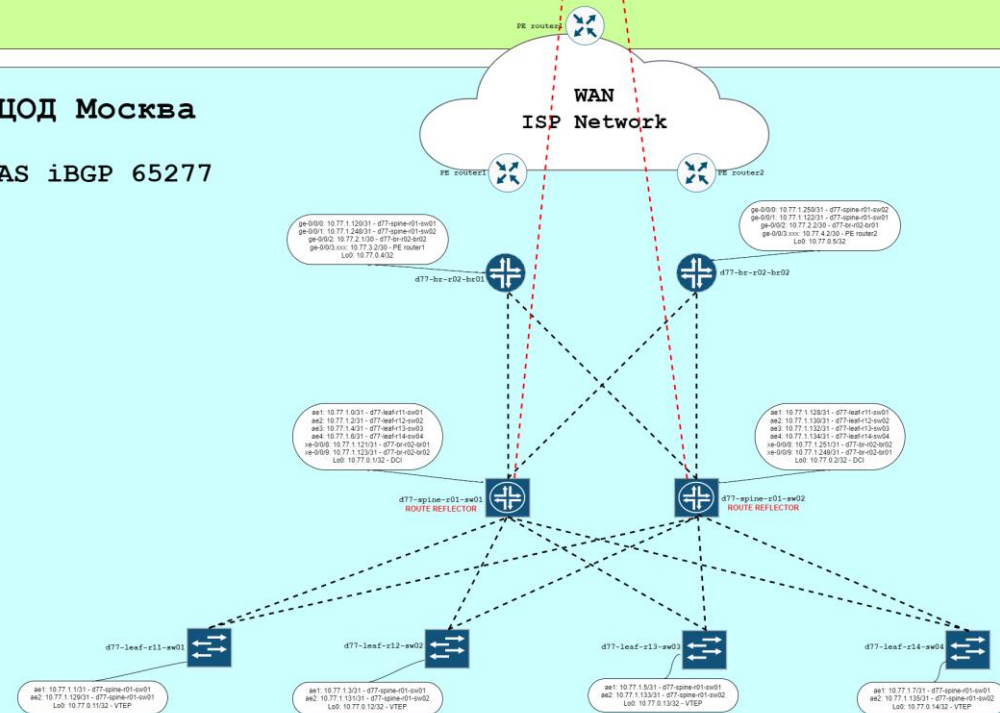 PE router1
WAN
ISP Network
ЦОД Москва
AS iBGP 65277
PE router1
PE router2
ge-0/0/0: 10.77.1.120/31 - d77-spine-r01-sw01
ge-0/0/1: 10.77.1.248/31 - d77-spine-r01-sw02
ge-0/0/2: 10.77.2.1/30 - d77-br-r02-br02
ge-0/0/3.xxx: 10.77.3.2/30 - PE router1
Lo0: 10.77.0.4/32
ge-0/0/0: 10.77.1.250/31 - d77-spine-r01-sw02
ge-0/0/1: 10.77.1.122/31 - d77-spine-r01-sw01
ge-0/0/2: 10.77.2.2/30 - d77-br-r02-br01
ge-0/0/3.xxx: 10.77.4.2/30 - PE router2
Lo0: 10.77.0.5/32
d77-br-r02-br01
d77-br-r02-br02
ae1: 10.77.1.0/31 - d77-leaf-r11-sw01
ae2: 10.77.1.2/31 - d77-leaf-r12-sw02
ae3: 10.77.1.4/31 - d77-leaf-r13-sw03
ae4: 10.77.1.6/31 - d77-leaf-r14-sw04
xe-0/0/8: 10.77.1.121/31 - d77-br-r02-br01
xe-0/0/9: 10.77.1.123/31 - d77-br-r02-br02
Lo0: 10.77.0.1/32 - DCI
ae1: 10.77.1.128/31 - d77-leaf-r11-sw01
ae2: 10.77.1.130/31 - d77-leaf-r12-sw02
ae3: 10.77.1.132/31 - d77-leaf-r13-sw03
ae4: 10.77.1.134/31 - d77-leaf-r14-sw04
xe-0/0/8: 10.77.1.251/31 - d77-br-r02-br02
xe-0/0/9: 10.77.1.249/31 - d77-br-r02-br01
Lo0: 10.77.0.2/32 - DCI
d77-spine-r01-sw01
ROUTE REFLECTOR
d77-spine-r01-sw02
ROUTE REFLECTOR
d77-leaf-r11-sw01
d77-leaf-r12-sw02
d77-leaf-r13-sw03
d77-leaf-r14-sw04
ae1: 10.77.1.1/31 - d77-spine-r01-sw01
ae2: 10.77.1.129/31 - d77-spine-r01-sw02
Lo0: 10.77.0.11/32 - VTEP
ae1: 10.77.1.3/31 - d77-spine-r01-sw01
ae2: 10.77.1.131/31 - d77-spine-r01-sw02
Lo0: 10.77.0.12/32 - VTEP
ae1: 10.77.1.5/31 - d77-spine-r01-sw01
ae2: 10.77.1.133/31 - d77-spine-r01-sw02
Lo0: 10.77.0.13/32 - VTEP
ae1: 10.77.1.7/31 - d77-spine-r01-sw01
ae2: 10.77.1.135/31 - d77-spine-r01-sw02
Lo0: 10.77.0.14/32 - VTEP